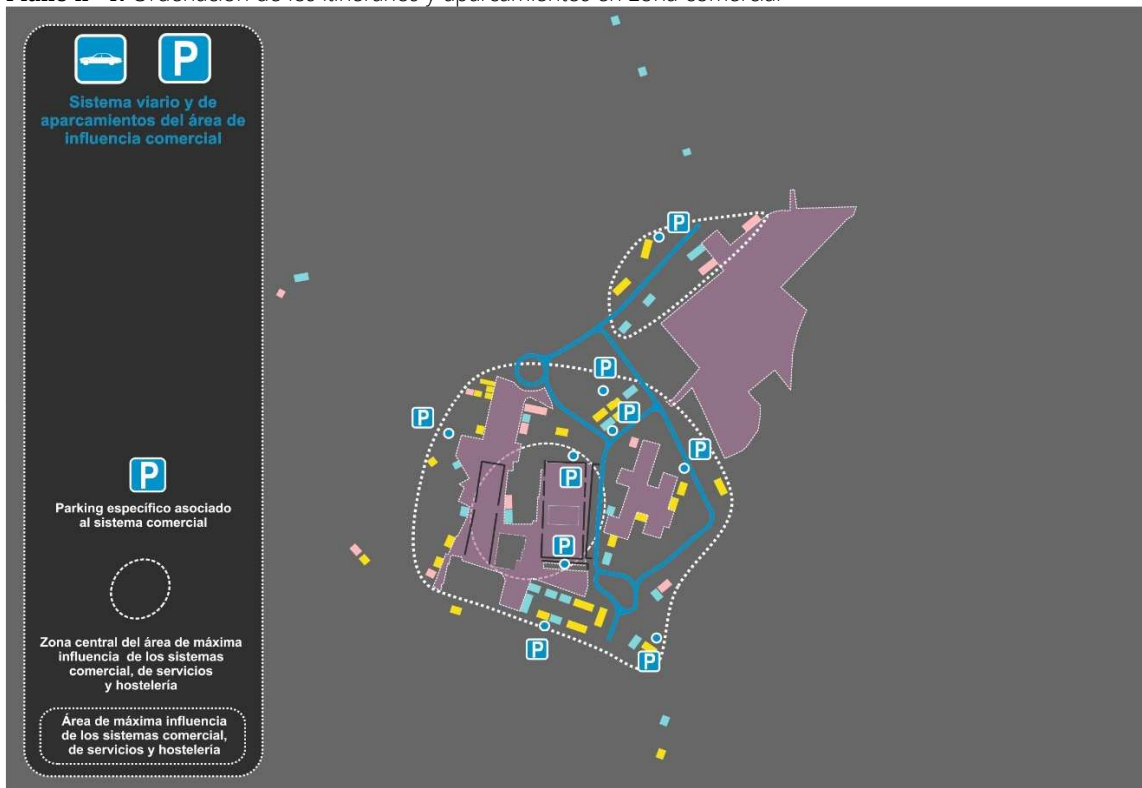 P
Sistema viario y de
aparcamientos del área de
influencia comercial
P
Parking específico asociado
al sistema comercial
Zona central del área de máxima
influencia de los sistemas
comercial, de servicios
y hostelería
Área de máxima influencia
de los sistemas comercial,
de servicios y hostelería
P
P
P
P
P
P
P
P
P